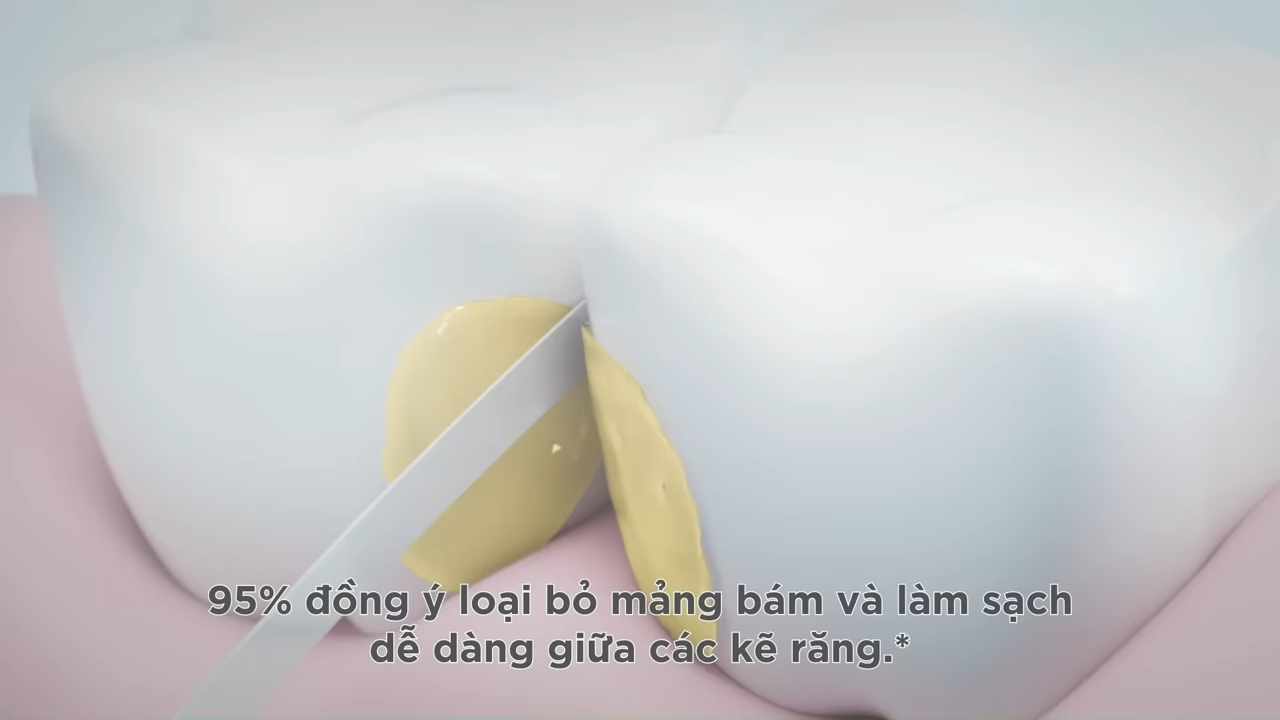 95% đồng ý loại bỏ mảng bám và làm sạch
dễ dàng giữa các kẽ răng.*